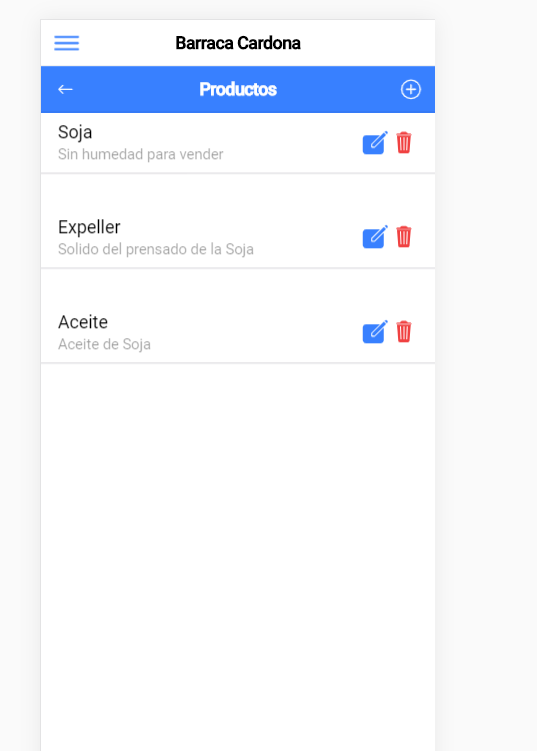 Barraca Cardona
Productos
Soja
Sin humedad para vender
Expeller
Solido del prensado de la Soja
Aceite
Aceite de Soja